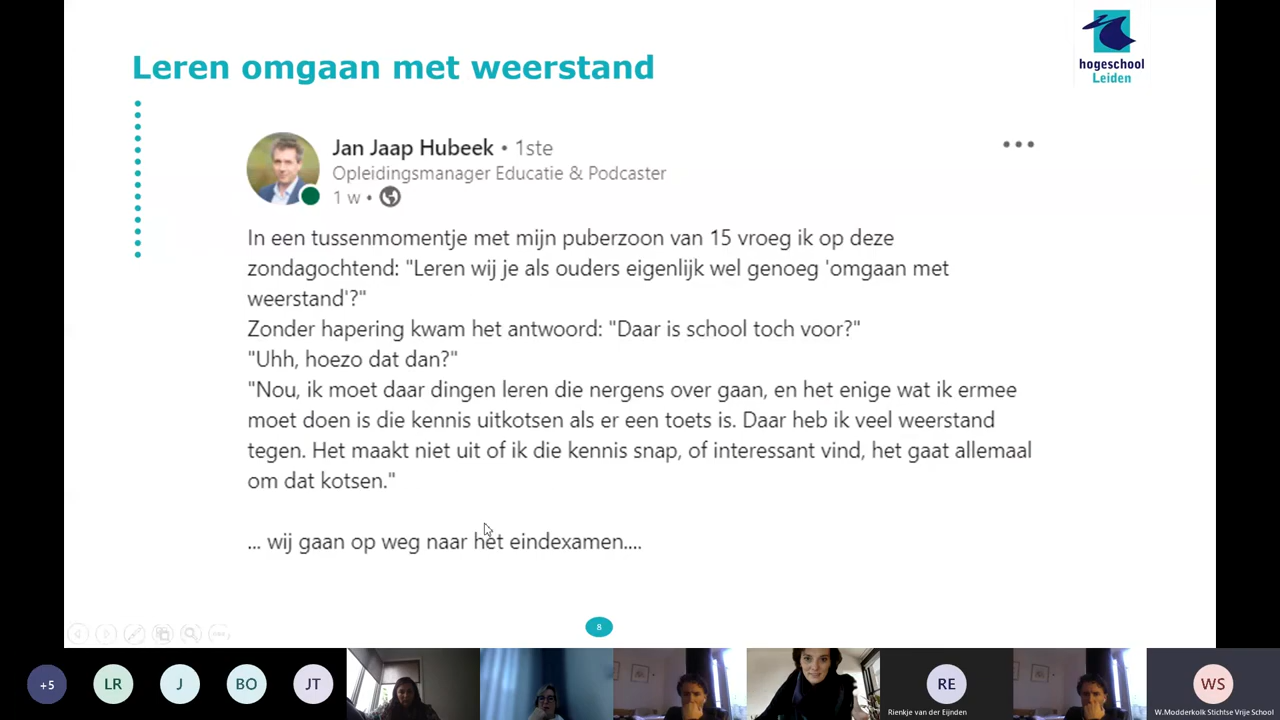 Leren omgaan met weerstand
hogeschool
Leiden
Jan Jaap Hubeek • 1ste
Opleidingsmanager Educatie & Podcaster
1 w •
In een tussenmomentje met mijn puberzoon van 15 vroeg ik op deze
zondagochtend: "Leren wij je als ouders eigenlijk wel genoeg 'omgaan met
weerstand'?"
Zonder hapering kwam het antwoord: "Daar is school toch voor?"
"Uhh, hoezo dat dan?"
"Nou, ik moet daar dingen leren die nergens over gaan, en het enige wat ik ermee
moet doen is die kennis uitkotsen als er een toets is. Daar heb ik veel weerstand
tegen. Het maakt niet uit of ik die kennis snap, of interessant vind, het gaat allemaal
om dat kotsen."
... wij gaan op weg naar het eindexamen....
8
+5
LR
J
BO
JT
RE
Rienkje van der Eijnden
WS
W.Modderkolk Stichtse Vrije School